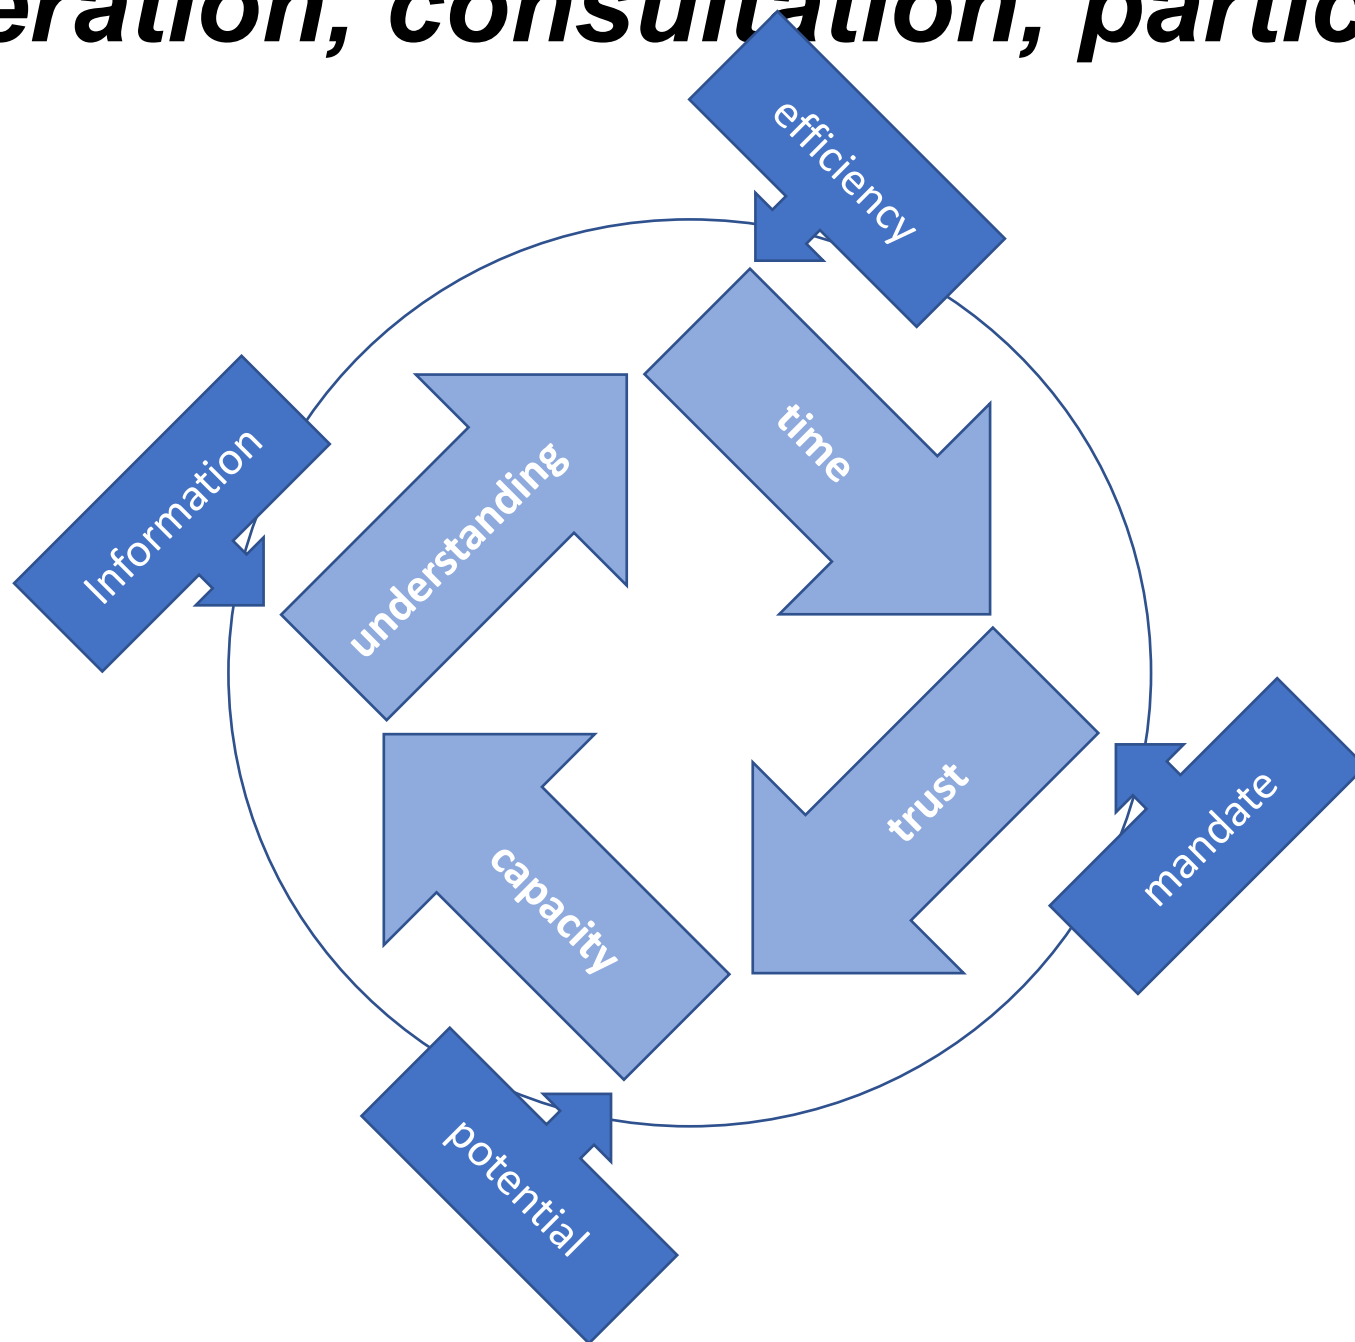 eration, consultation, partic
efficiency
time
Information
understanding
trust
mandate
capacity
potential